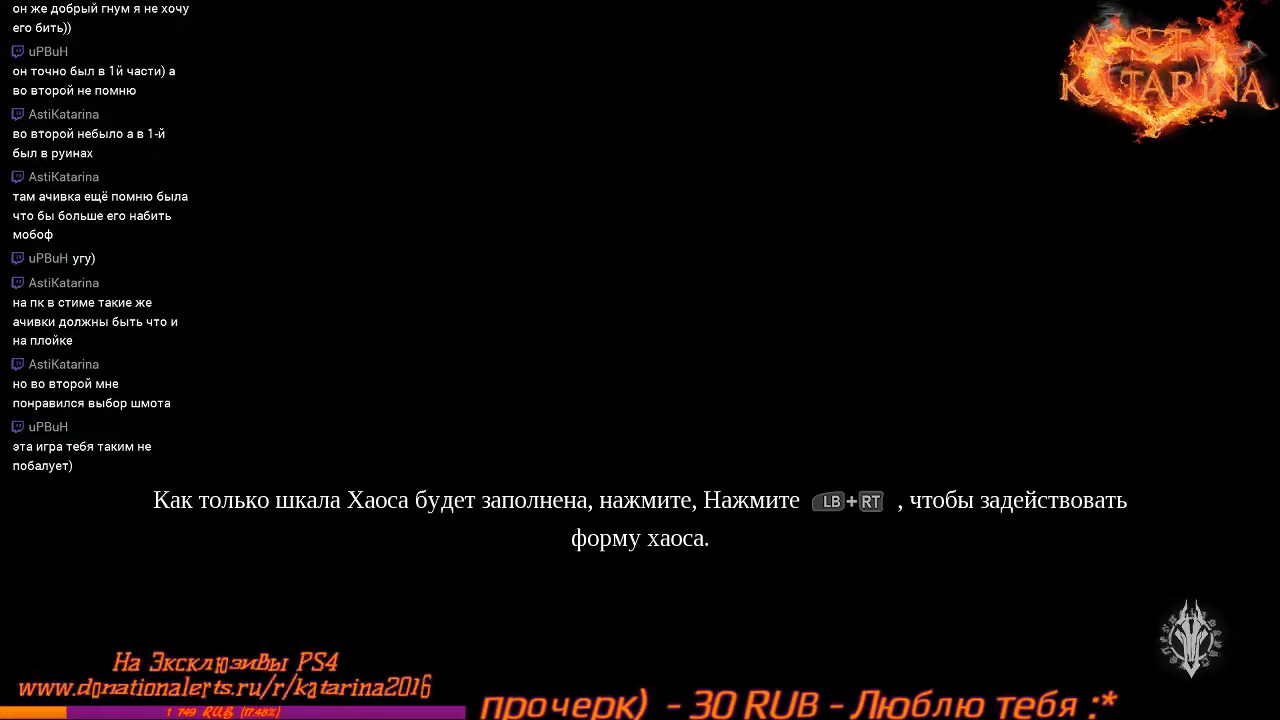 он же добрый гнум я не хочу
его бить))
uPBuH
он точно был в 1й части) а
во второй не помню
AstiKatarina
во второй небыло а в 1-й
был в руинах
AstiKatarina
там ачивка ещё помню была
что бы больше его набить
мобоф
uPBuH угу)
AstiKatarina
на пк в стиме такие же
ачивки должны быть что и
на плойке
AstiKatarina
но во второй мне
понравился выбор шмота
uPBuH
эта игра тебя таким не
побалует)
ASTI
KATARINA
Как только шкала Хаоса будет заполнена, нажмите, Нажмите LB+RT , чтобы задействовать
форму хаоса.
На Эксклюзивы PS4
www.donationalerts.ru/r/katarina2016
1 749 RUB (17.48%)
прочерк) - 30 RUB - Люблю тебя :*